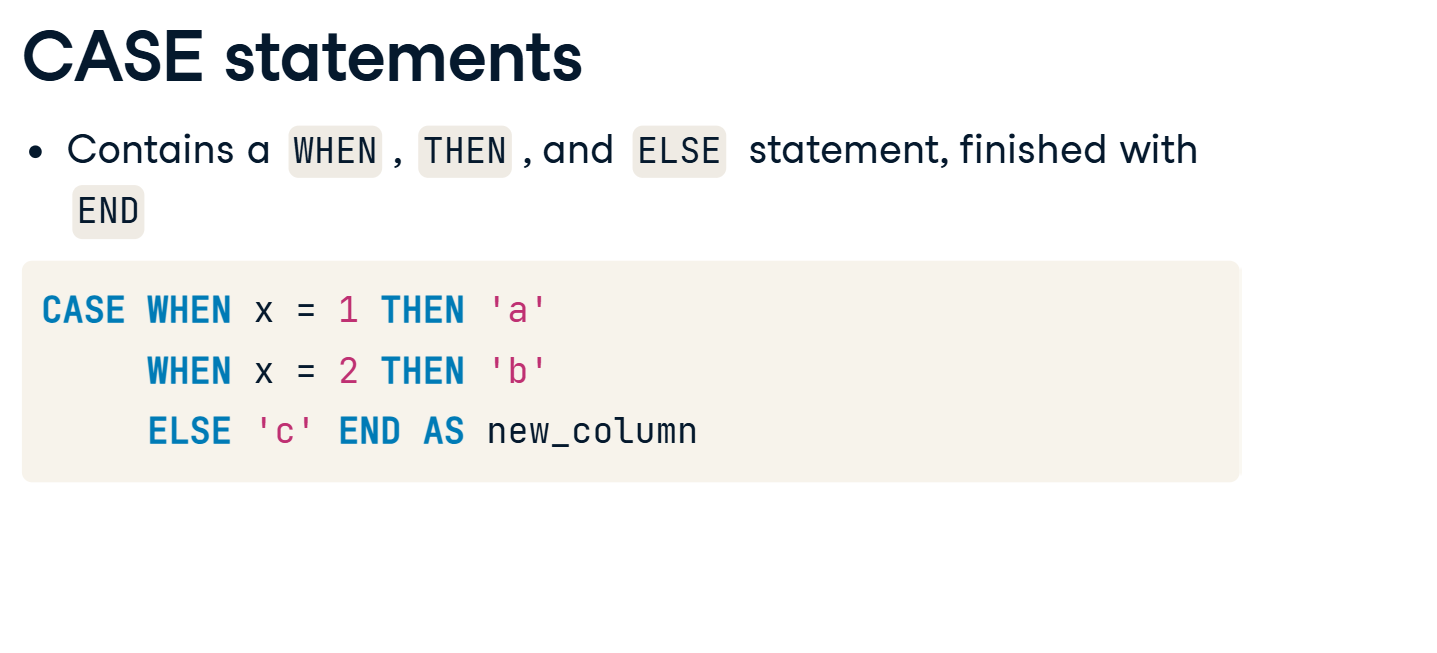 CASE statements
• Contains a WHEN , THEN , and ELSE statement, finished with
END
CASE WHEN x = 1 THEN 'a'
WHEN x = 2 THEN 'b'
ELSE 'c' END AS new_column